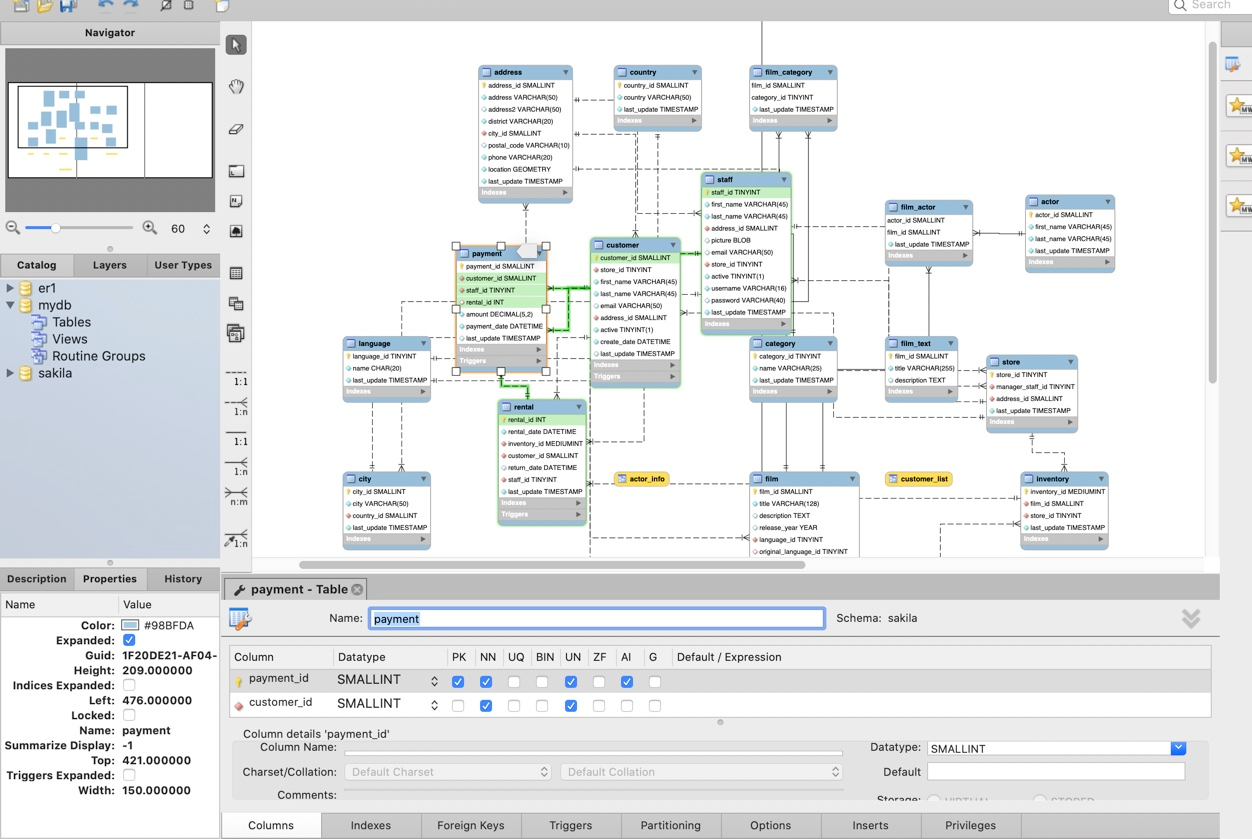 Search
Navigator
60
Catalog
Layers
User Types
er1
mydb
Tables
Views
Routine Groups
sakila
1:1
1:n
1:1
1:n
n:m
1:n
address
address_id SMALLINT
address VARCHAR(50)
address2 VARCHAR(50)
district VARCHAR(20)
city_id SMALLINT
postal_code VARCHAR(10)
phone VARCHAR(20)
location GEOMETRY
last_update TIMESTAMP
Indexes
country
country_id SMALLINT
country VARCHAR(50)
last_update TIMESTAMP
Indexes
film_category
film_id SMALLINT
category_id TINYINT
last_update TIMESTAMP
Indexes
staff
staff_id TINYINT
first_name VARCHAR(45)
last_name VARCHAR(45)
address_id SMALLINT
picture BLOB
email VARCHAR(50)
store_id TINYINT
active TINYINT(1)
username VARCHAR(16)
password VARCHAR(40)
last_update TIMESTAMP
Indexes
film_actor
actor_id SMALLINT
film_id SMALLINT
last_update TIMESTAMP
Indexes
actor
actor_id SMALLINT
first_name VARCHAR(45)
last_name VARCHAR(45)
last_update TIMESTAMP
Indexes
payment
payment_id SMALLINT
customer_id SMALLINT
staff_id TINYINT
rental_id INT
amount DECIMAL(5,2)
payment_date DATETIME
last_update TIMESTAMP
Indexes
Triggers
customer
customer_id SMALLINT
store_id TINYINT
first_name VARCHAR(45)
last_name VARCHAR(45)
email VARCHAR(50)
address_id SMALLINT
active TINYINT(1)
create_date DATETIME
last_update TIMESTAMP
Indexes
Triggers
language
language_id TINYINT
name CHAR(20)
last_update TIMESTAMP
Indexes
category
category_id TINYINT
name VARCHAR(25)
last_update TIMESTAMP
Indexes
film_text
film_id SMALLINT
title VARCHAR(255)
description TEXT
Indexes
store
store_id TINYINT
manager_staff_id TINYINT
address_id SMALLINT
last_update TIMESTAMP
Indexes
rental
rental_id INT
rental_date DATETIME
inventory_id MEDIUMINT
customer_id SMALLINT
return_date DATETIME
staff_id TINYINT
last_update TIMESTAMP
Indexes
Triggers
city
city_id SMALLINT
city VARCHAR(50)
country_id SMALLINT
last_update TIMESTAMP
Indexes
actor_info
film
film_id SMALLINT
title VARCHAR(128)
description TEXT
release_year YEAR
language_id TINYINT
original_language_id TINYINT
customer_list
inventory
inventory_id MEDIUMINT
film_id SMALLINT
store_id TINYINT
last_update TIMESTAMP
Indexes
Description
Properties
History
Name Value
Color: #98BFDA
Expanded:
Guid: 1F20DE21-AF04-
Height: 209.000000
Indices Expanded:
Left: 476.000000
Locked:
Name: payment
Summarize Display: -1
Top: 421.000000
Triggers Expanded:
Width: 150.000000
payment - Table
Name: payment
Schema: sakila
Column Datatype PK NN UQ BIN UN ZF AI G Default / Expression
payment_id SMALLINT
customer_id SMALLINT
Column details 'payment_id'
Column Name:
Datatype: SMALLINT
Charset/Collation: Default Charset Default Collation
Default
Comments:
Storage: VIRTUAL STORED
Columns
Indexes
Foreign Keys
Triggers
Partitioning
Options
Inserts
Privileges